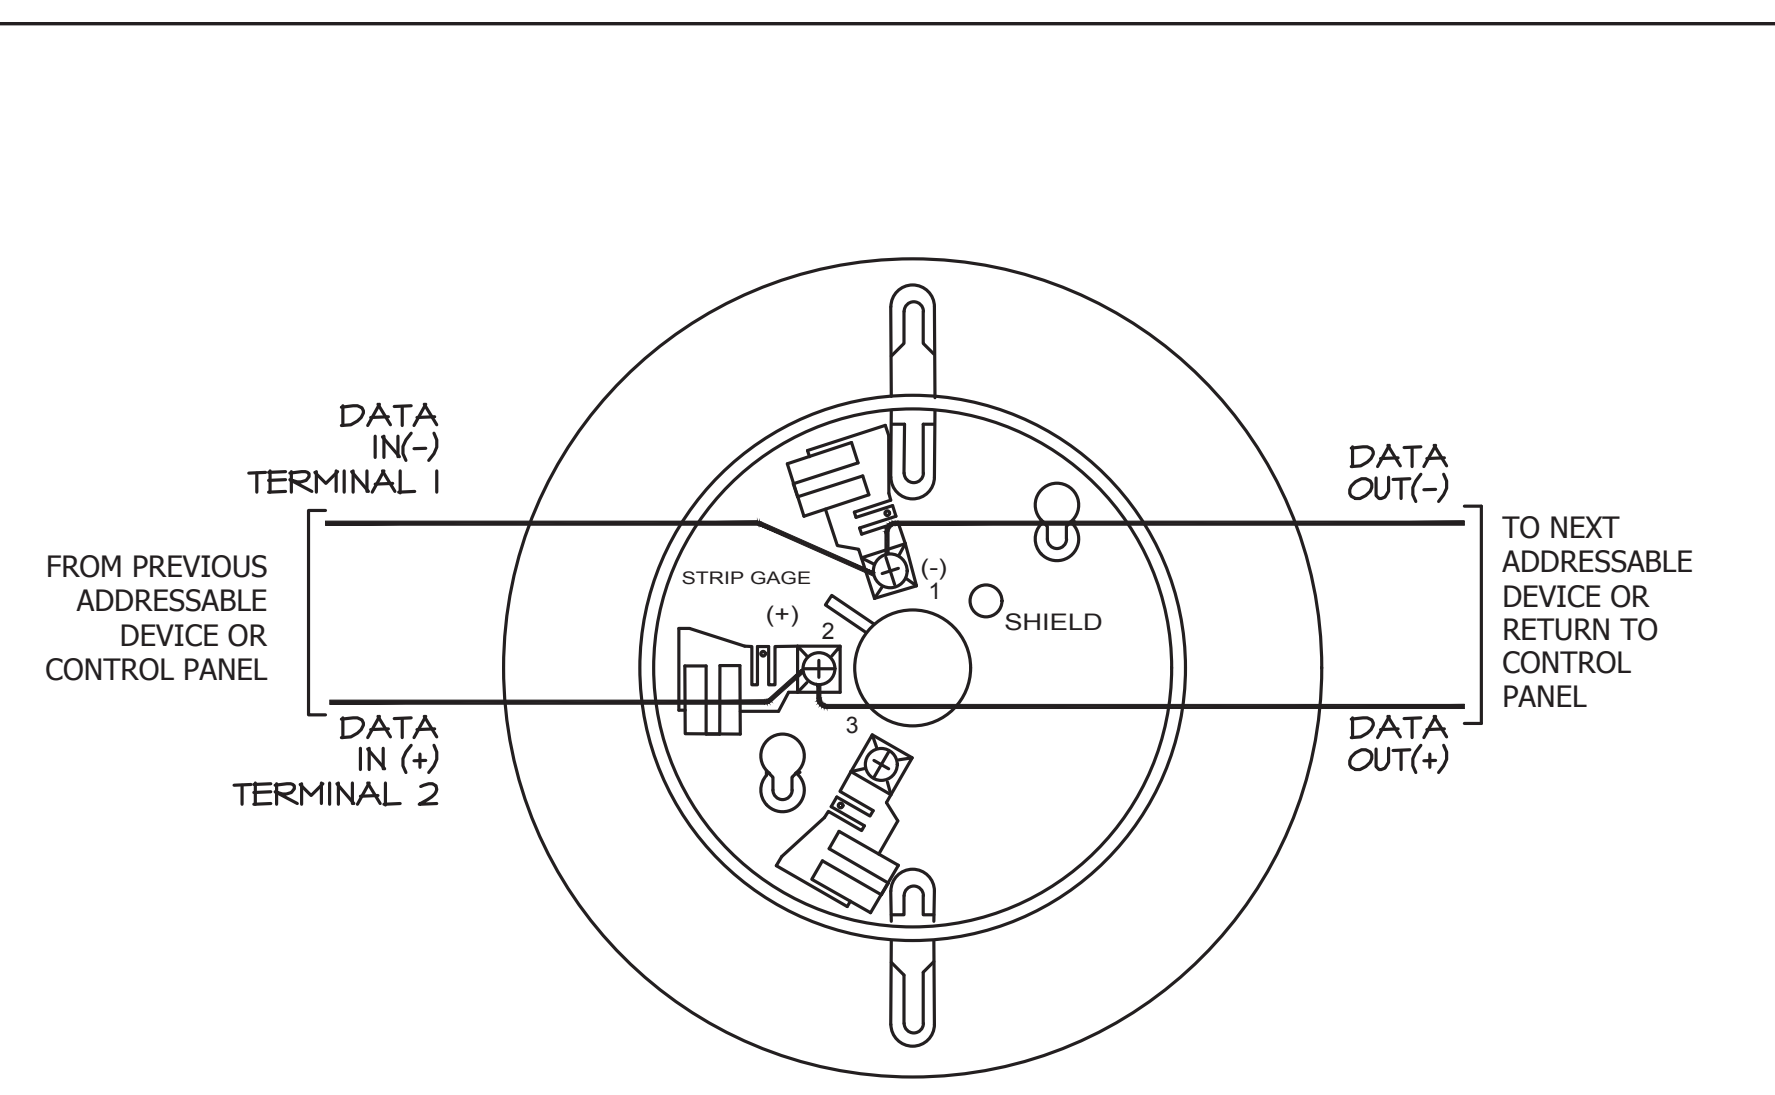 DATA
IN(-)
TERMINAL 1
FROM PREVIOUS
ADDRESSABLE
DEVICE OR
CONTROL PANEL
DATA
IN (+)
TERMINAL 2
STRIP GAGE
(+)
2
(-)
1
SHIELD
3
DATA
OUT(-)
TO NEXT
ADDRESSABLE
DEVICE OR
RETURN TO
CONTROL
PANEL
DATA
OUT(+)